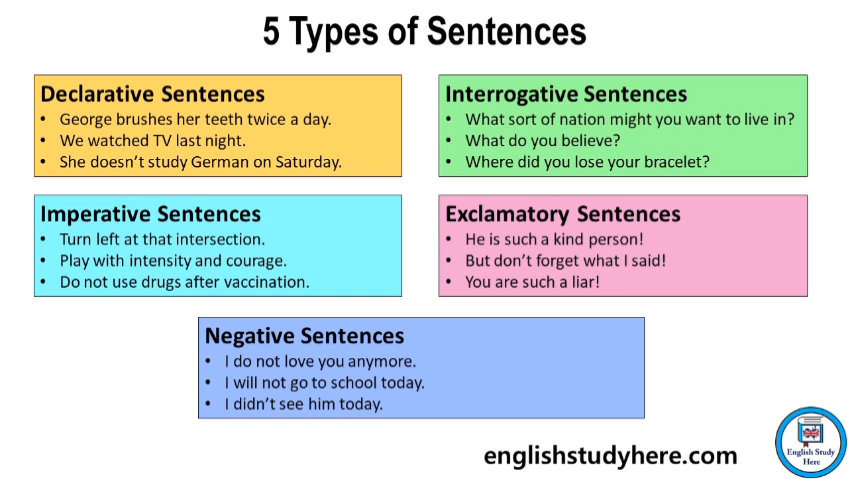 5 Types of Sentences
Declarative Sentences
• George brushes her teeth twice a day.
• We watched TV last night.
• She doesn't study German on Saturday.
Interrogative Sentences
• What sort of nation might you want to live in?
• What do you believe?
• Where did you lose your bracelet?
Imperative Sentences
• Turn left at that intersection.
• Play with intensity and courage.
• Do not use drugs after vaccination.
Exclamatory Sentences
• He is such a kind person!
• But don't forget what I said!
• You are such a liar!
Negative Sentences
• I do not love you anymore.
• I will not go to school today.
• I didn't see him today.
englishstudyhere.com
English Study
Here